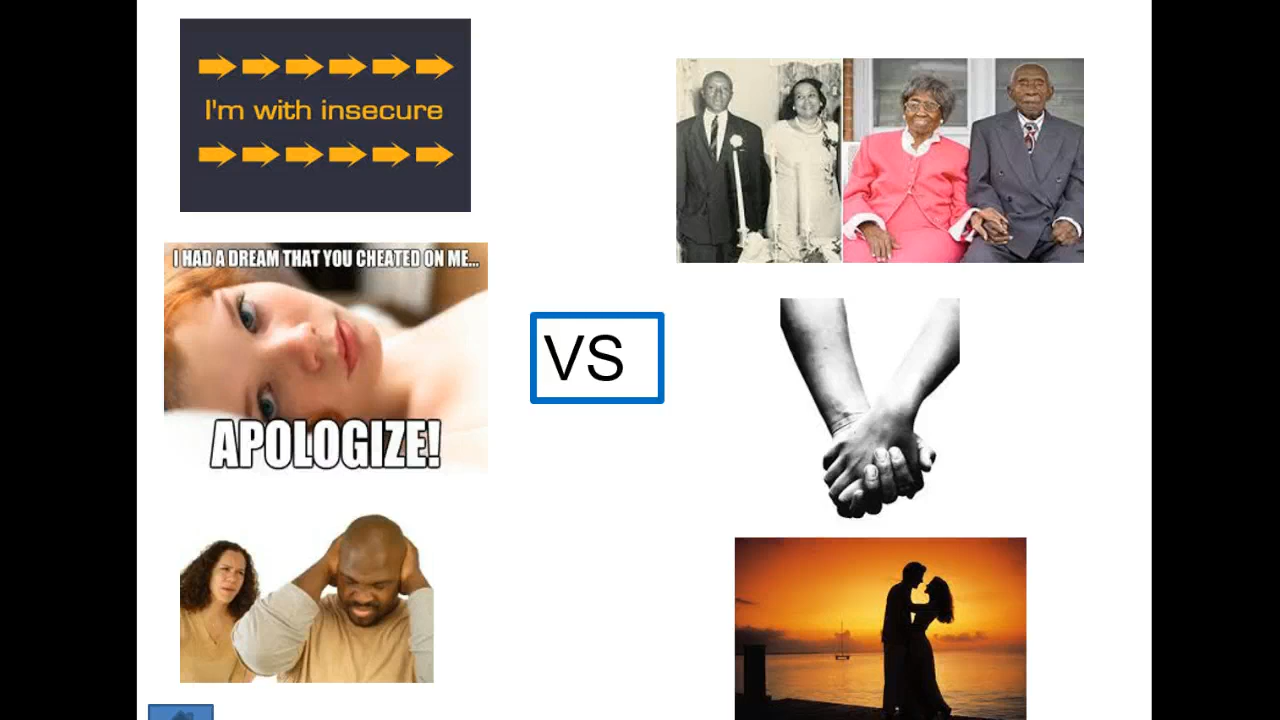 I'm with insecure
I HAD A DREAM THAT YOU CHEATED ON ME...
APOLOGIZE!
VS